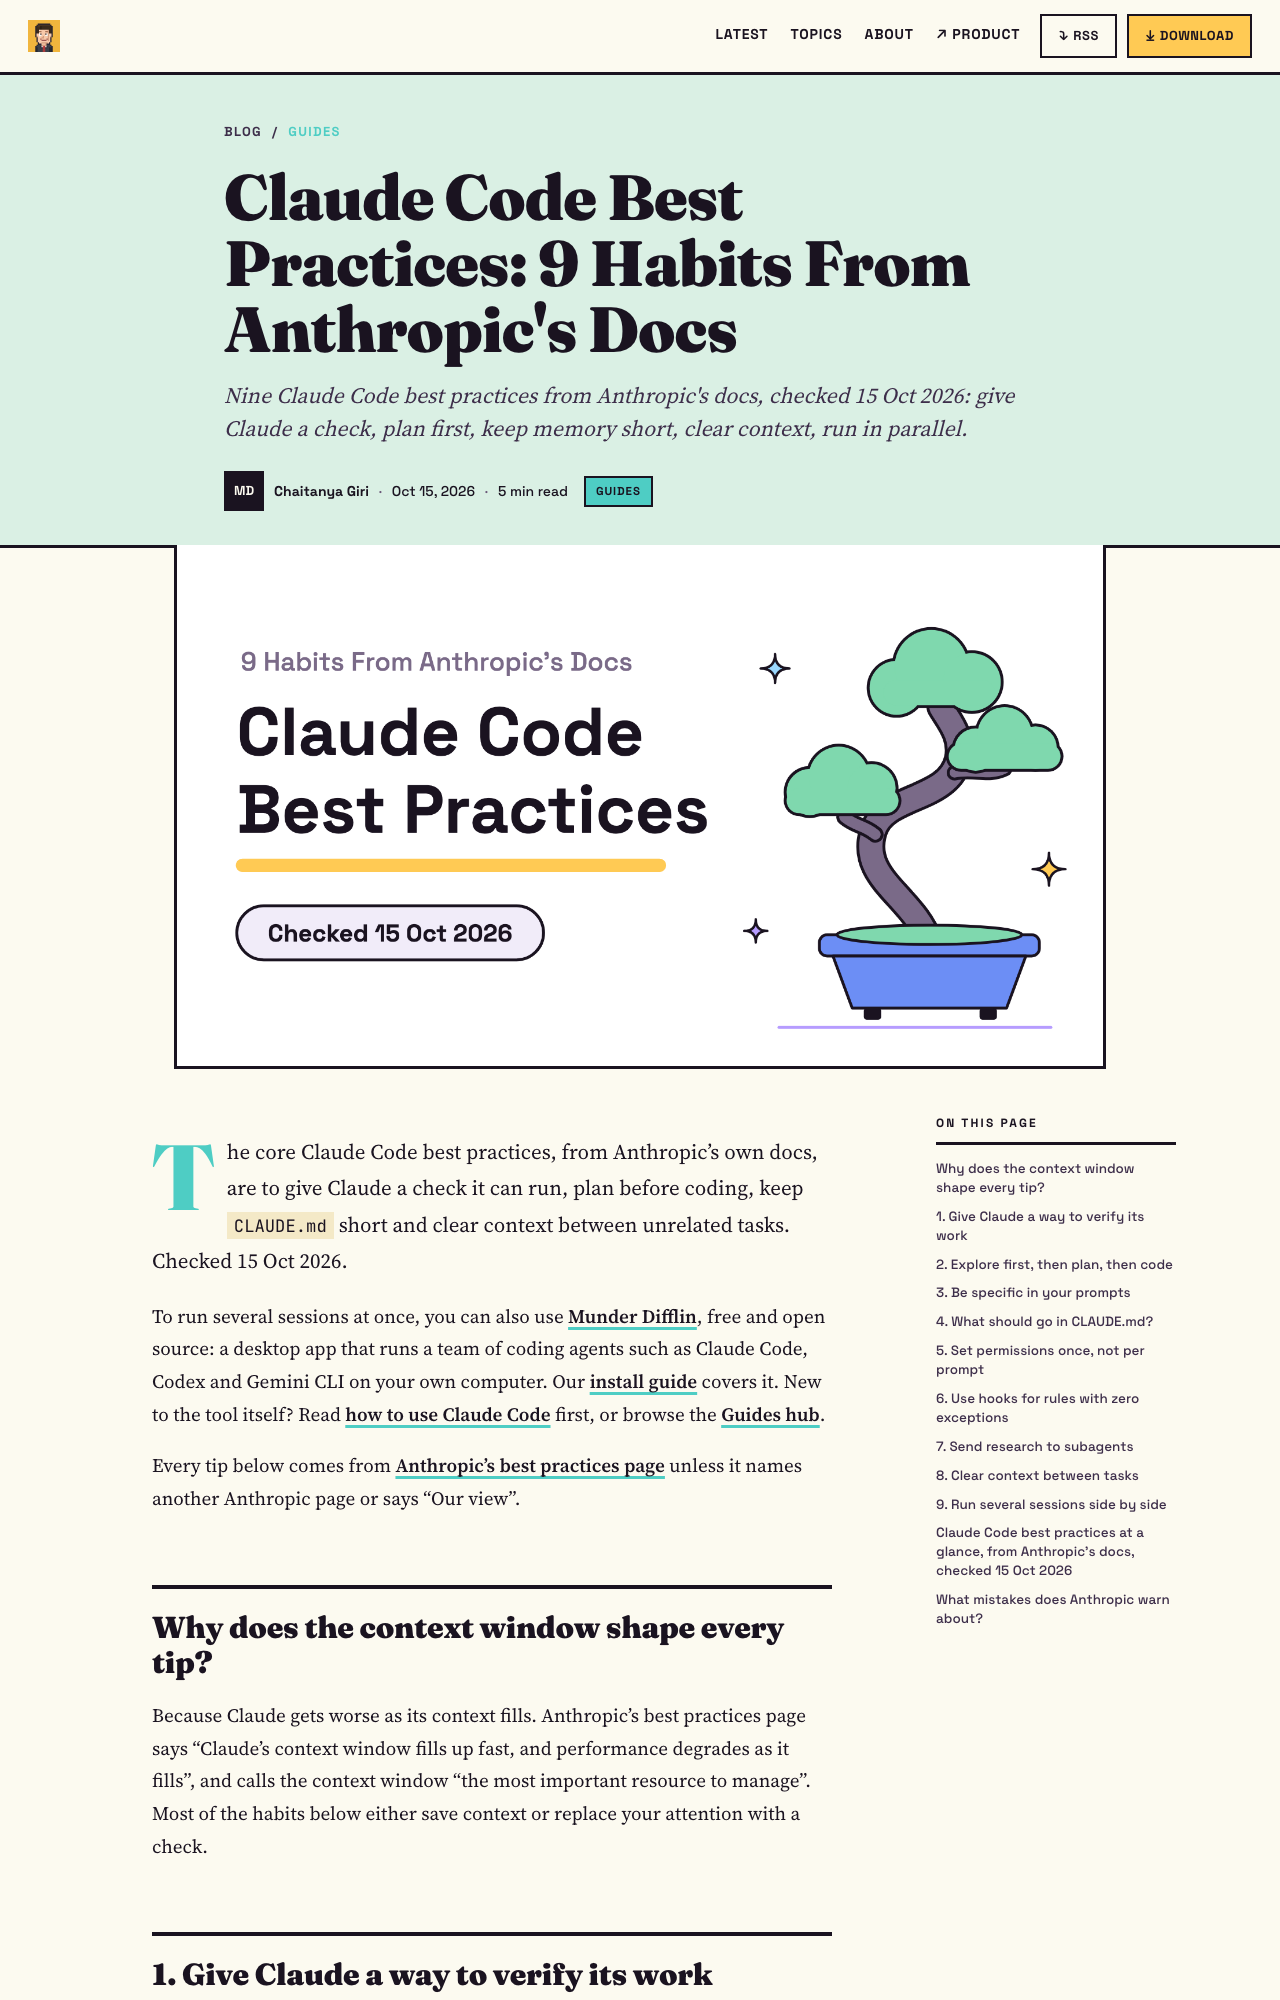 LATEST TOPICS ABOUT ↗ PRODUCT ⤵ RSS ⤓ DOWNLOAD
BLOG / GUIDES
Claude Code Best
Practices: 9 Habits From
Anthropic's Docs
Nine Claude Code best practices from Anthropic's docs, checked 15 Oct 2026: give
Claude a check, plan first, keep memory short, clear context, run in parallel.
MD Chaitanya Giri · Oct 15, 2026 · 5 min read GUIDES
9 Habits From Anthropic's Docs
Claude Code
Best Practices
Checked 15 Oct 2026
The core Claude Code best practices, from Anthropic’s own docs,
are to give Claude a check it can run, plan before coding, keep
CLAUDE.md short and clear context between unrelated tasks.
Checked 15 Oct 2026.
To run several sessions at once, you can also use Munder Difflin, free and open
source: a desktop app that runs a team of coding agents such as Claude Code,
Codex and Gemini CLI on your own computer. Our install guide covers it. New
to the tool itself? Read how to use Claude Code first, or browse the Guides hub.
Every tip below comes from Anthropic’s best practices page unless it names
another Anthropic page or says “Our view”.
Why does the context window shape every
tip?
Because Claude gets worse as its context fills. Anthropic’s best practices page
says “Claude’s context window fills up fast, and performance degrades as it
fills”, and calls the context window “the most important resource to manage”.
Most of the habits below either save context or replace your attention with a
check.
1. Give Claude a way to verify its work
ON THIS PAGE
Why does the context window
shape every tip?
1. Give Claude a way to verify its
work
2. Explore first, then plan, then code
3. Be specific in your prompts
4. What should go in CLAUDE.md?
5. Set permissions once, not per
prompt
6. Use hooks for rules with zero
exceptions
7. Send research to subagents
8. Clear context between tasks
9. Run several sessions side by side
Claude Code best practices at a
glance, from Anthropic’s docs,
checked 15 Oct 2026
What mistakes does Anthropic warn
about?